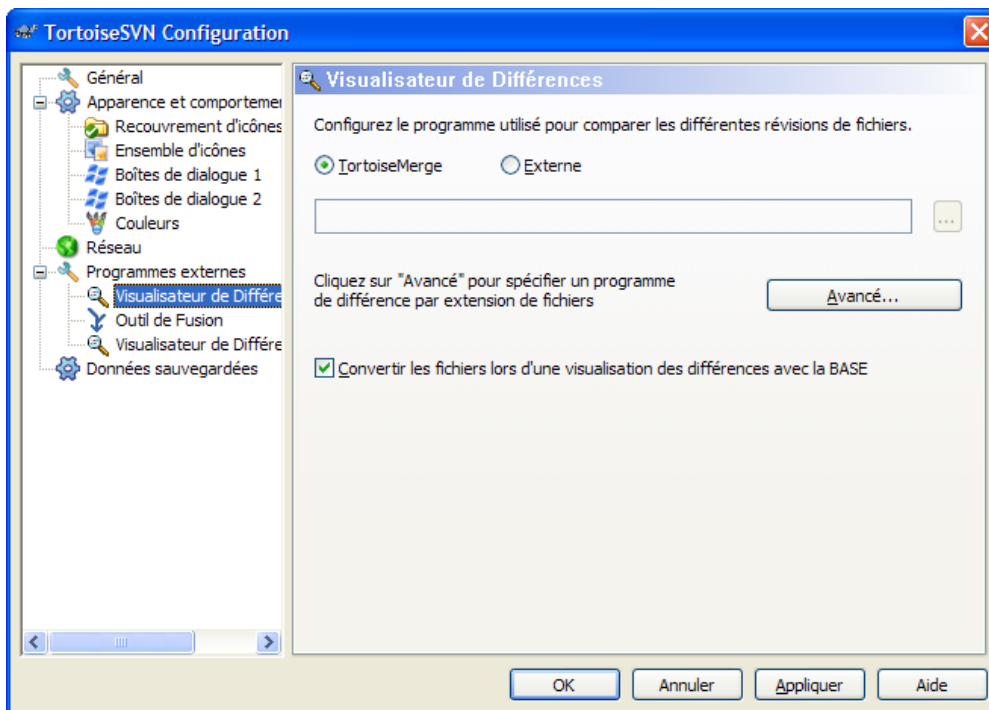 TortoiseSVN Configuration
Général
Apparence et comportemen
Recouvrement d'icônes
Ensemble d'icônes
Boîtes de dialogue 1
Boîtes de dialogue 2
Couleurs
Réseau
Programmes externes
Visualisateur de Différe
Outil de Fusion
Visualisateur de Différe
Données sauvegardées
Visualisateur de Différences
Configurez le programme utilisé pour comparer les différentes révisions de fichiers.
TortoiseMerge Externe
...
Cliquez sur "Avancé" pour spécifier un programme
de différence par extension de fichiers
Avancé...
Convertir les fichiers lors d'une visualisation des différences avec la BASE
OK Annuler Appliquer Aide